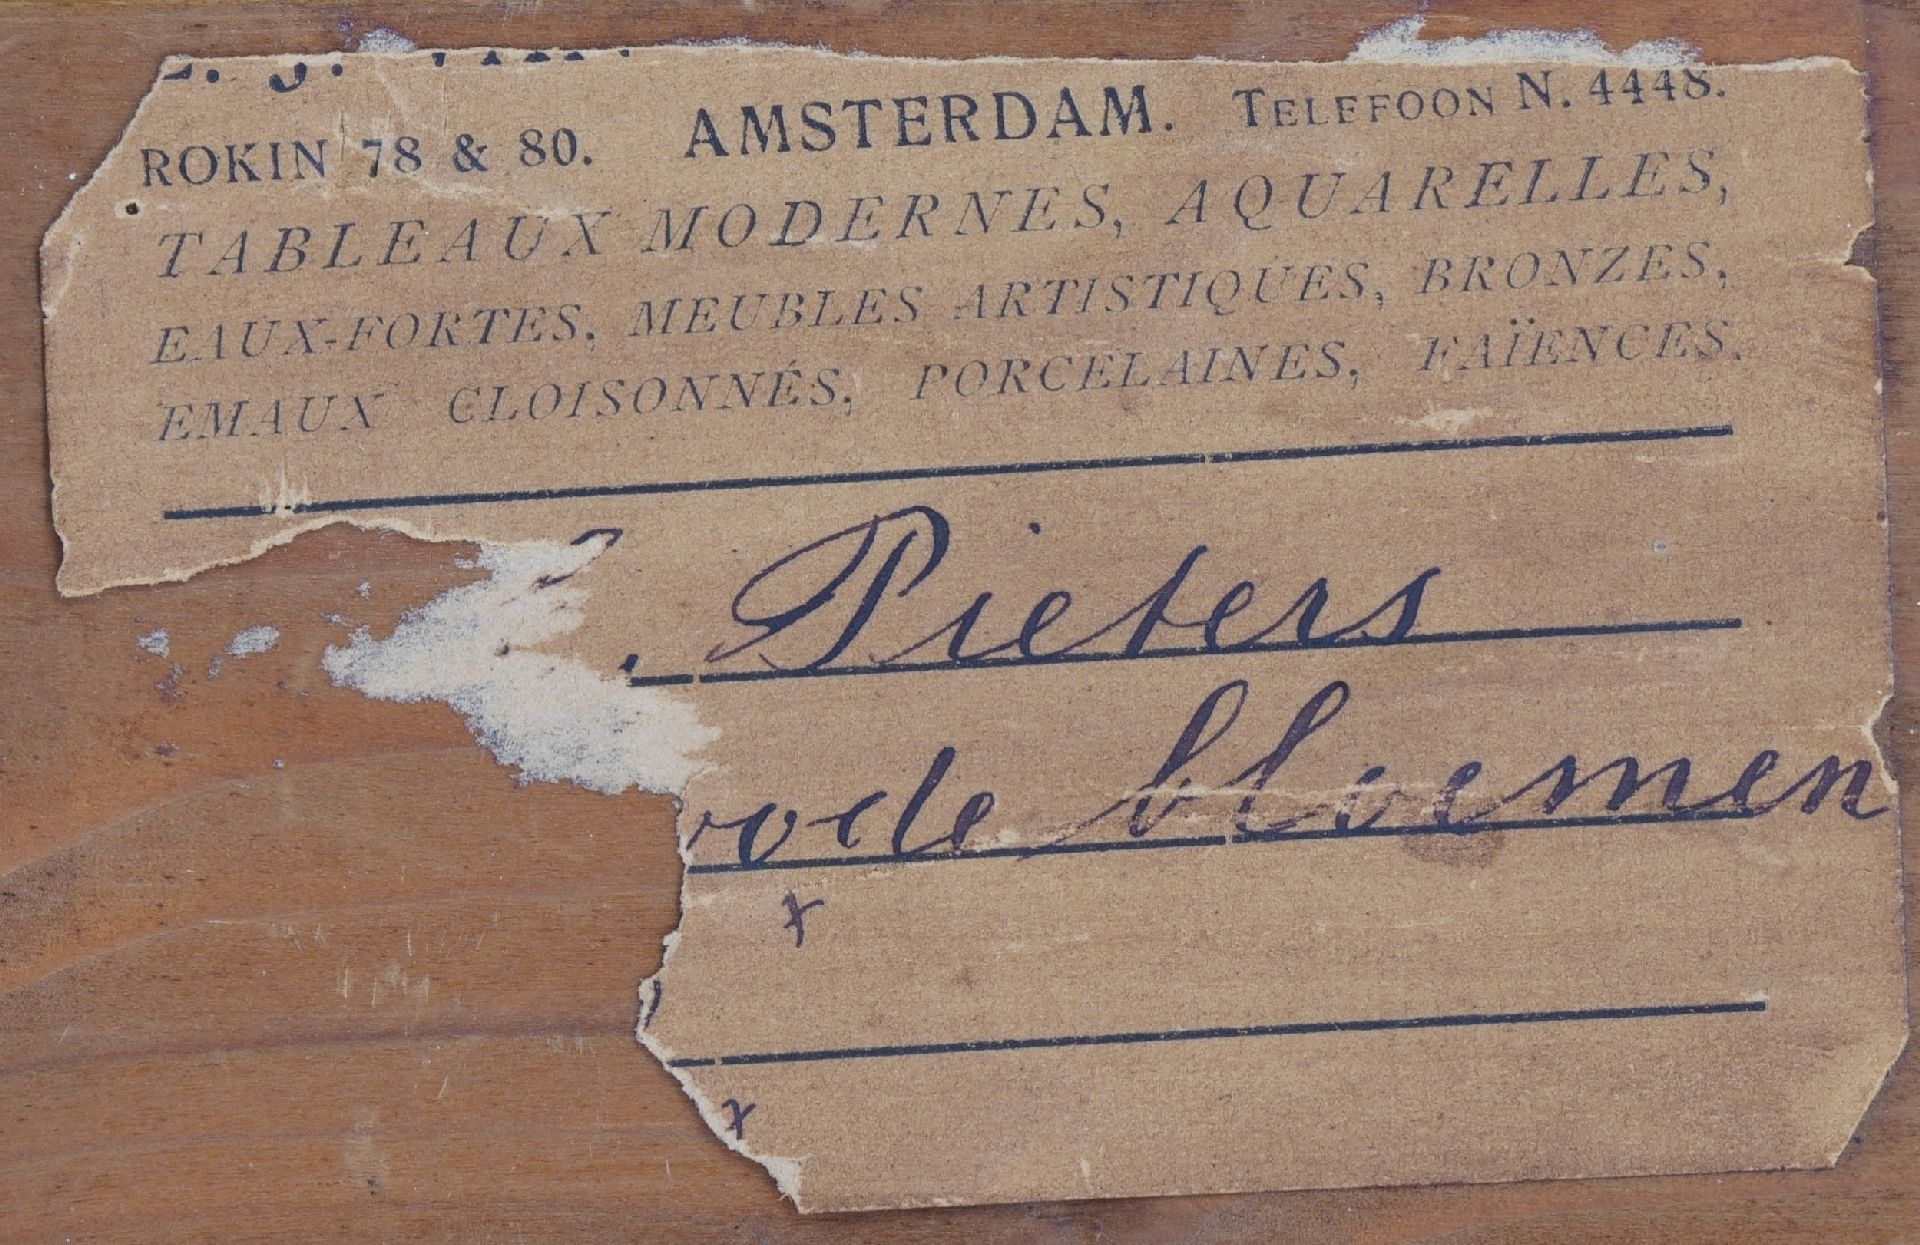 ROKIN 78 & 80. AMSTERDAM. TELEFOON N. 4448.
TABLEAUX MODERNES, AQUARELLES,
EAUX-FORTES, MEUBLES ARTISTIQUES, BRONZES,
EMAUX CLOISONNÉS, PORCELAINES, FAÏENCES.
Pieters
rode bloemen
x
x